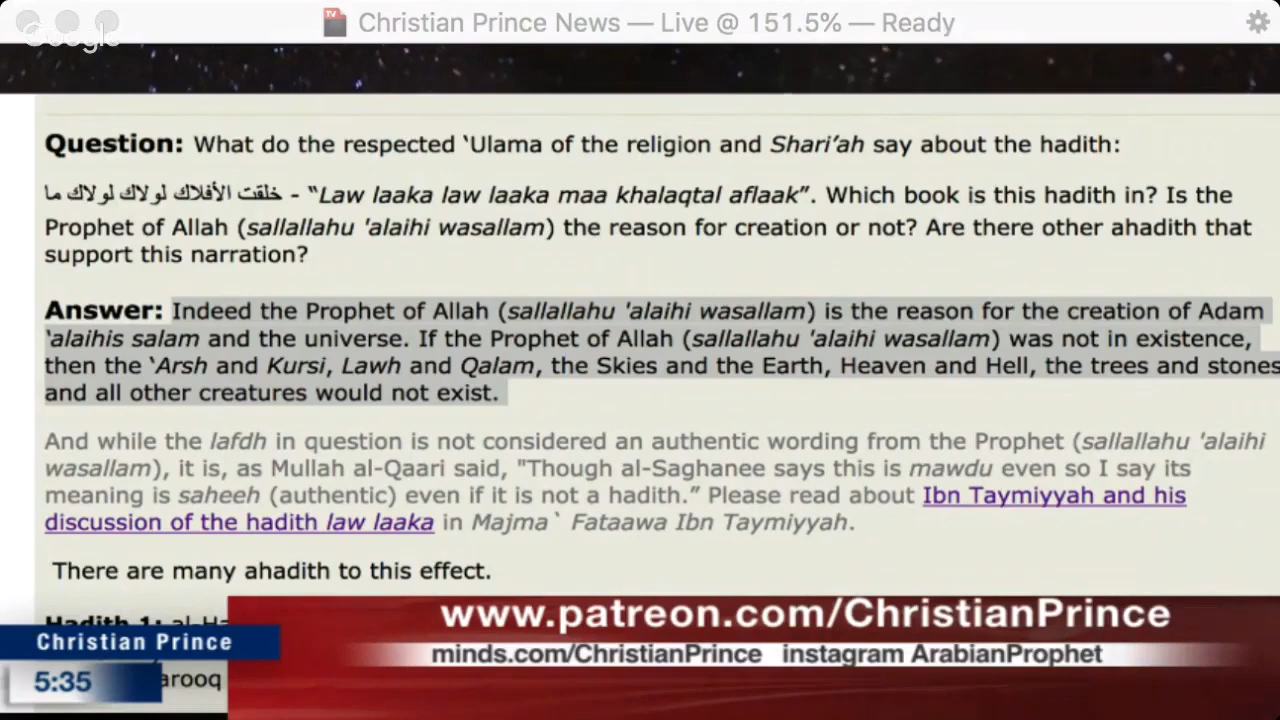 Christian Prince News — Live @ 151.5% — Ready
Google
Question: What do the respected ‘Ulama of the religion and Shari’ah say about the hadith:
خلقت الأفلاك لولاك لولاك ما - “Law laaka law laaka maa khalaqtal aflaak”. Which book is this hadith in? Is the
Prophet of Allah (sallallahu 'alaihi wasallam) the reason for creation or not? Are there other ahadith that
support this narration?
Answer: Indeed the Prophet of Allah (sallallahu 'alaihi wasallam) is the reason for the creation of Adam
‘alaihis salam and the universe. If the Prophet of Allah (sallallahu 'alaihi wasallam) was not in existence,
then the ‘Arsh and Kursi, Lawh and Qalam, the Skies and the Earth, Heaven and Hell, the trees and stones
and all other creatures would not exist.
And while the lafdh in question is not considered an authentic wording from the Prophet (sallallahu 'alaihi
wasallam), it is, as Mullah al-Qaari said, "Though al-Saghanee says this is mawdu even so I say its
meaning is saheeh (authentic) even if it is not a hadith.” Please read about Ibn Taymiyyah and his
discussion of the hadith law laaka in Majma` Fataawa Ibn Taymiyyah.
There are many ahadith to this effect.
Hadith 1: al-Ha
www.patreon.com/ChristianPrince
Christian Prince
minds.com/ChristianPrince instagram ArabianProphet
5:35
arooq